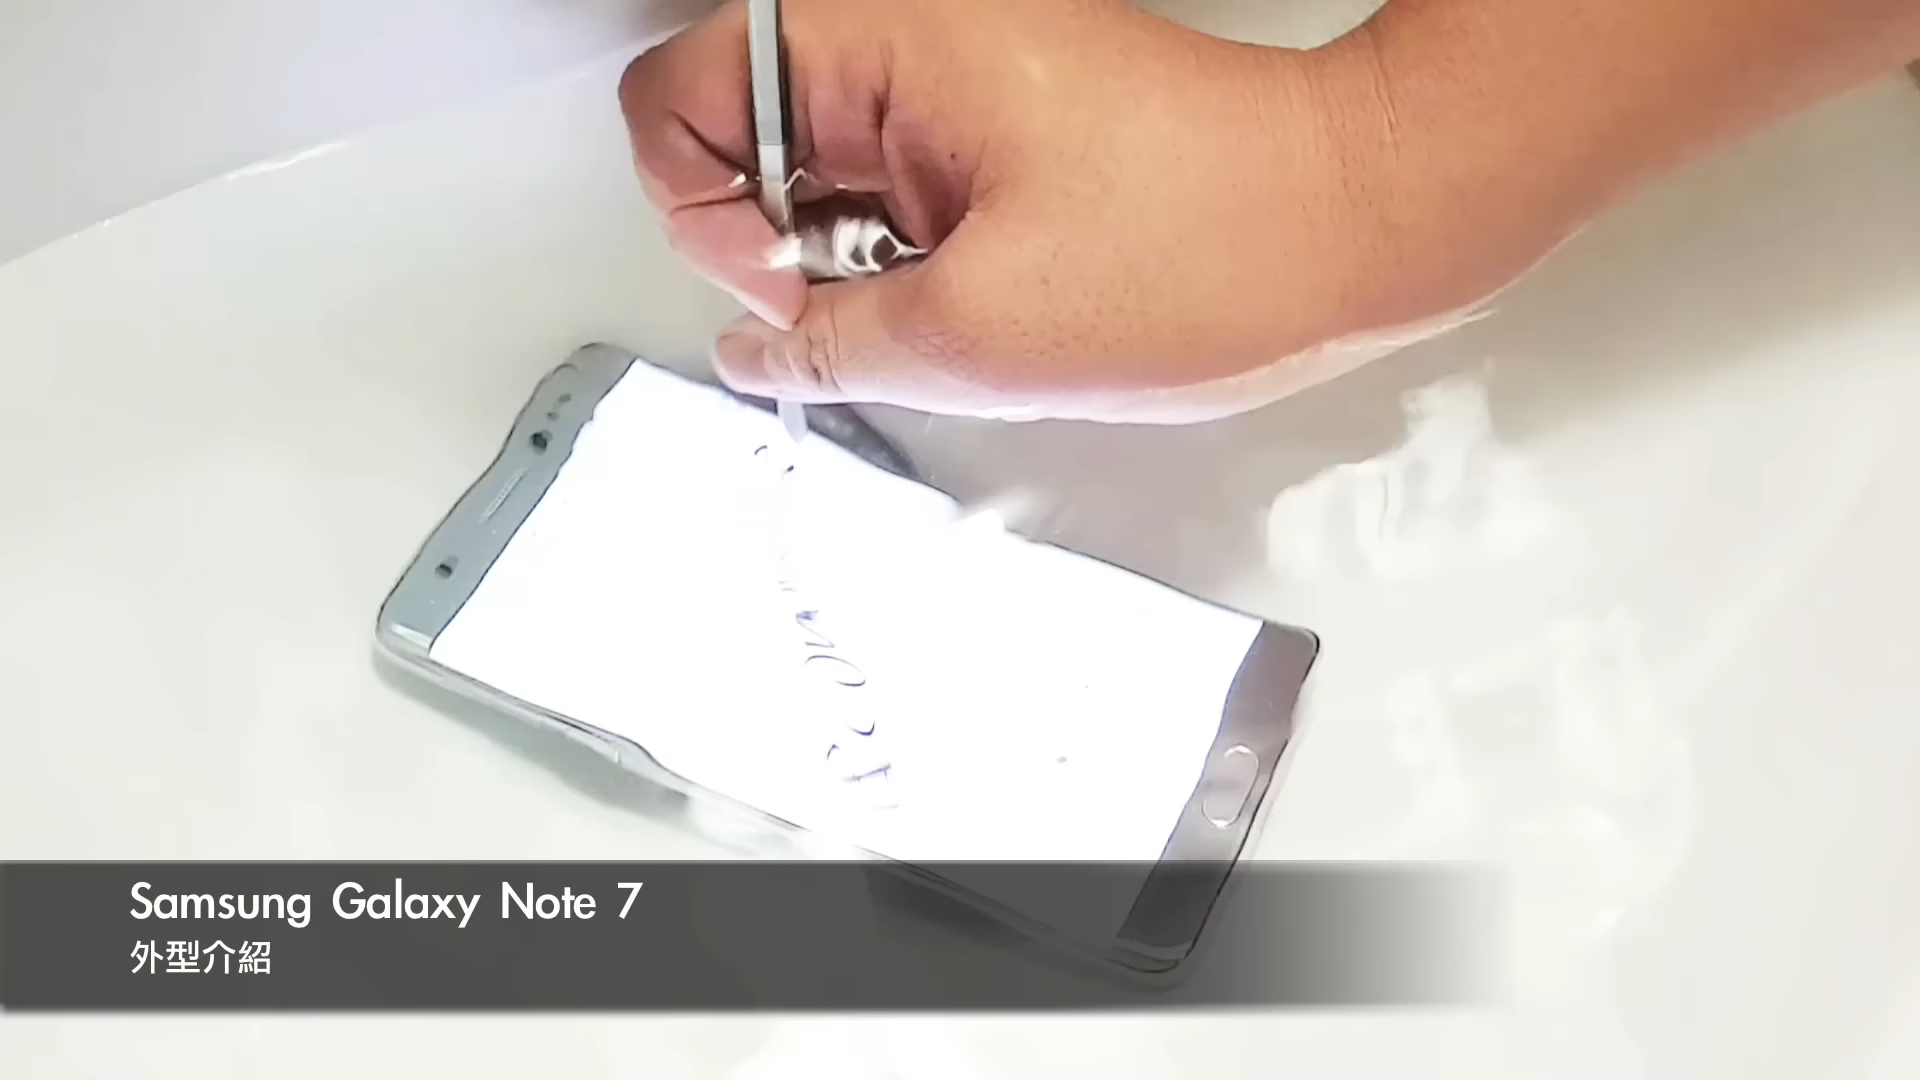 Samsung Galaxy Note 7
外型介紹